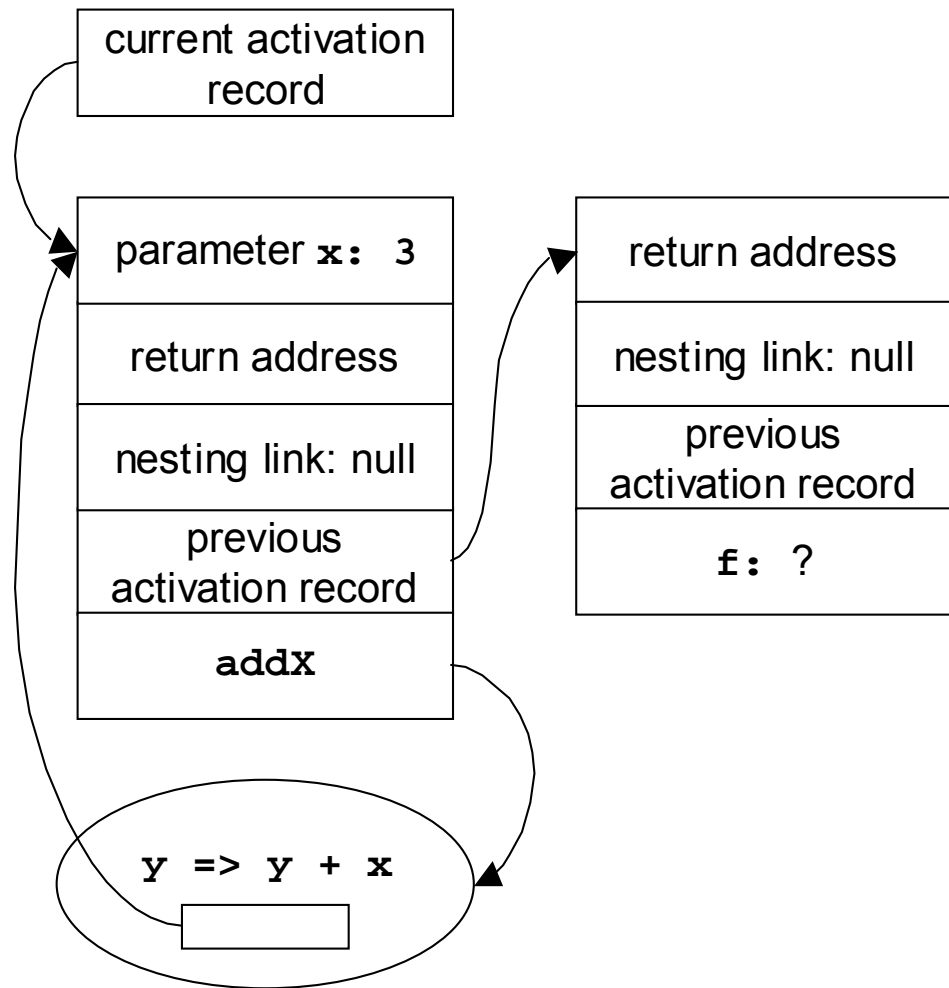 current activation
record
parameter x: 3
return address
nesting link: null
previous
activation record
addX
return address
nesting link: null
previous
activation record
f: ?
y => y + x